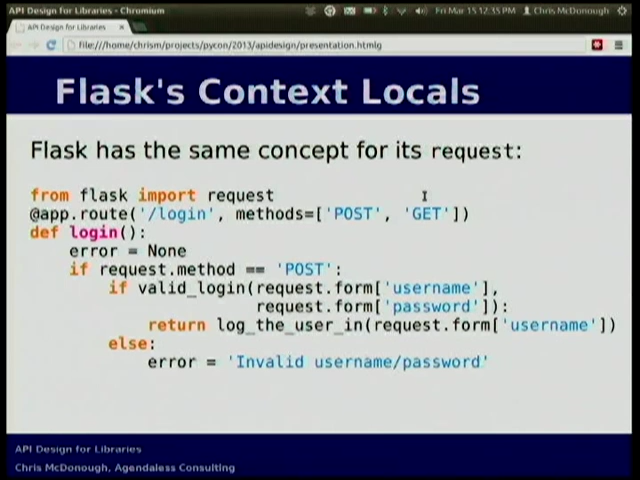 API Design for Libraries - Chromium
Fri Mar 15 12:35 PM
Chris McDonough
API Design for Libraries
file:///home/chrism/projects/pycon/2013/apidesign/presentation.html
Flask's Context Locals
Flask has the same concept for its request:
from flask import request
@app.route('/login', methods=['POST', 'GET'])
def login():
error = None
if request.method == 'POST':
if valid_login(request.form['username'],
request.form['password']):
return log_the_user_in(request.form['username'])
else:
error = 'Invalid username/password'
API Design for Libraries
Chris McDonough, Agendaless Consulting